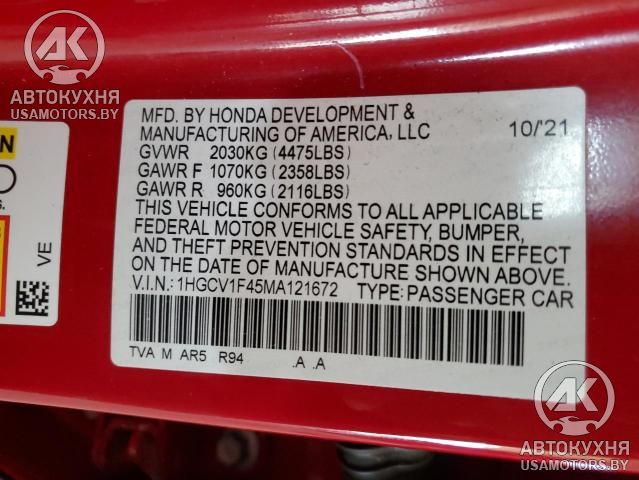 AK
АВТОКУХНЯ
USAMOTORS.BY
MFD. BY HONDA DEVELOPMENT &
MANUFACTURING OF AMERICA, LLC 10/'21
GVWR 2030KG (4475LBS)
GAWR F 1070KG (2358LBS)
GAWR R 960KG (2116LBS)
THIS VEHICLE CONFORMS TO ALL APPLICABLE
FEDERAL MOTOR VEHICLE SAFETY, BUMPER,
AND THEFT PREVENTION STANDARDS IN EFFECT
ON THE DATE OF MANUFACTURE SHOWN ABOVE.
V.I.N.: 1HGCV1F45MA121672 TYPE: PASSENGER CAR
TVA M AR5 R94 .A .A
VE
AK
АВТОКУХНЯ
USAMOTORS.BY